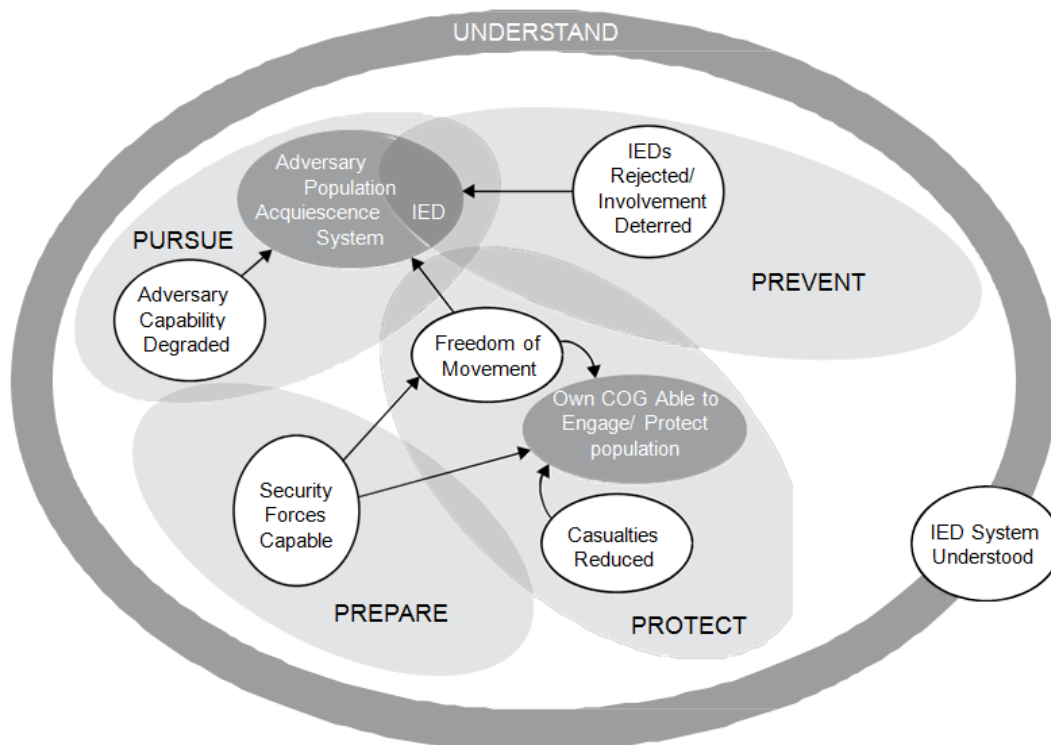 UNDERSTAND
Adversary
Population
Acquiescence IED
System
IEDs
Rejected/
Involvement
Deterred
PURSUE
PREVENT
Adversary
Capability
Degraded
Freedom of
Movement
Own COG Able to
Engage/ Protect
population
Security
Forces
Capable
Casualties
Reduced
IED System
Understood
PREPARE
PROTECT